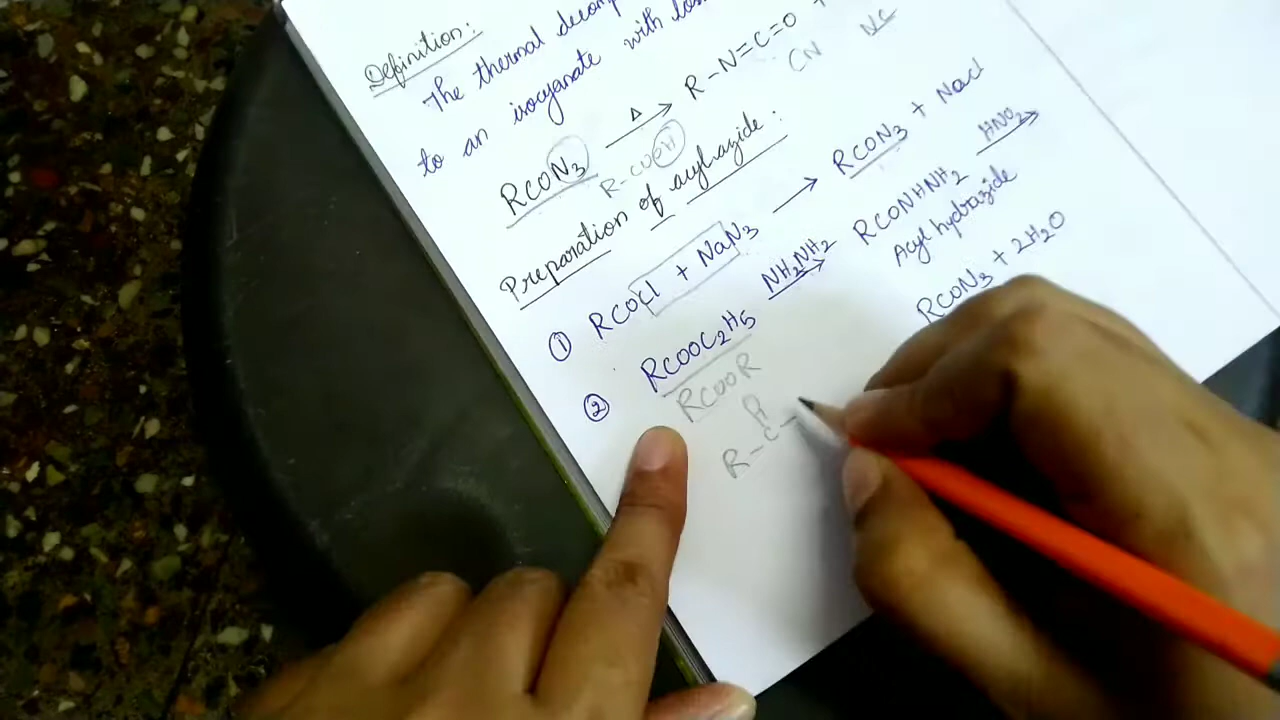 Definition:
The thermal decomp
to an isocyanate with loss
RCON3 Δ→ R-N=C=O +
CN NC
R-COOH
Preparation of acylazide:
① RCOCl + NaN3 → RCON3 + NaCl
② RCOOC2H5 NH2NH2→ RCONHNH2 HNO2→
Acyl hydrazide
RCON3 + 2H2O
RCOOR
O
R-C-